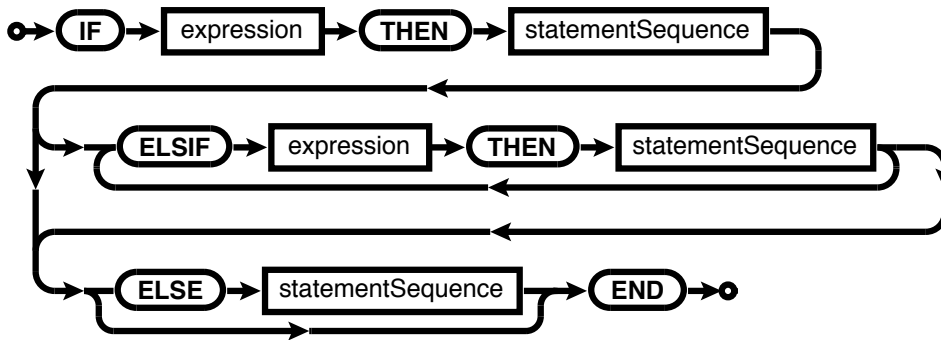 IF expression THEN statementSequence
ELSIF expression THEN statementSequence
ELSE statementSequence END